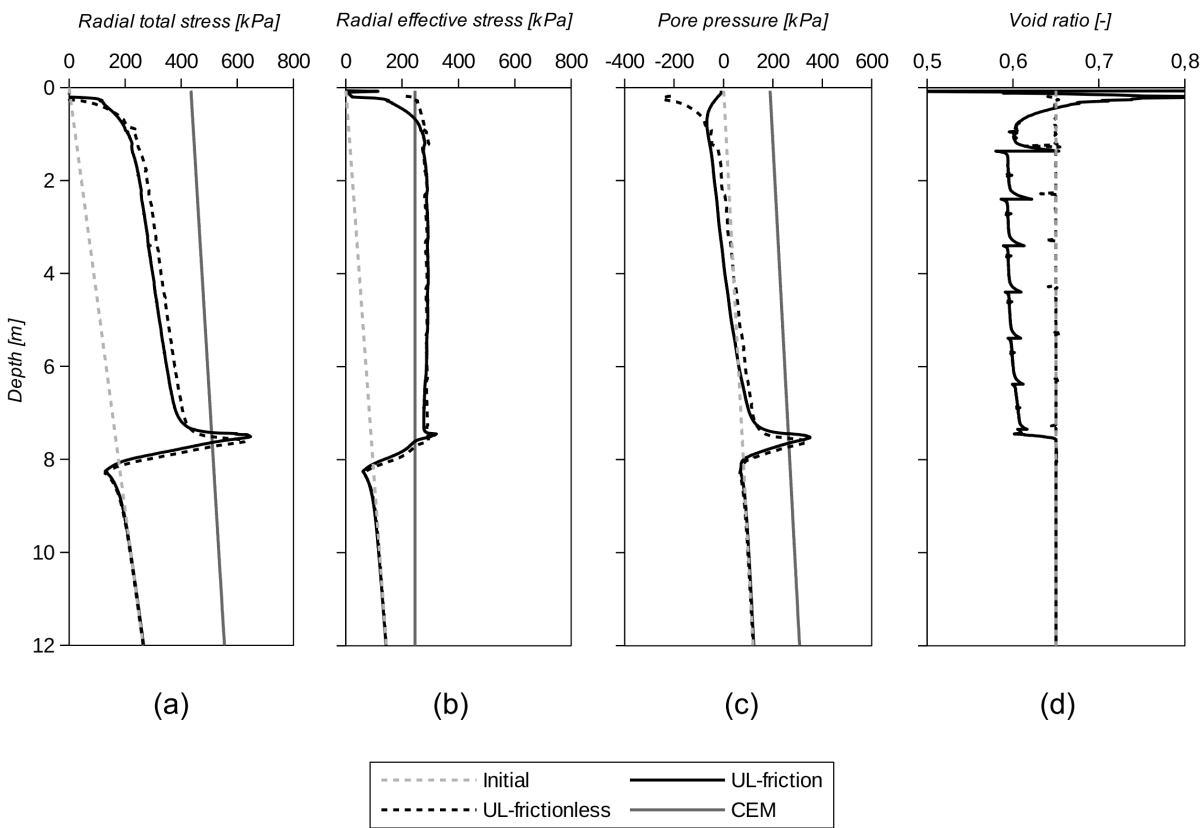 Radial total stress [kPa]
Radial effective stress [kPa]
Pore pressure [kPa]
Void ratio [-]
0 200 400 600 800
0 200 400 600 800
-400 -200 0 200 400 600
0,5 0,6 0,7 0,8
0
2
4
6
8
10
12
Depth [m]
(a)
(b)
(c)
(d)
Initial
UL-friction
UL-frictionless
CEM